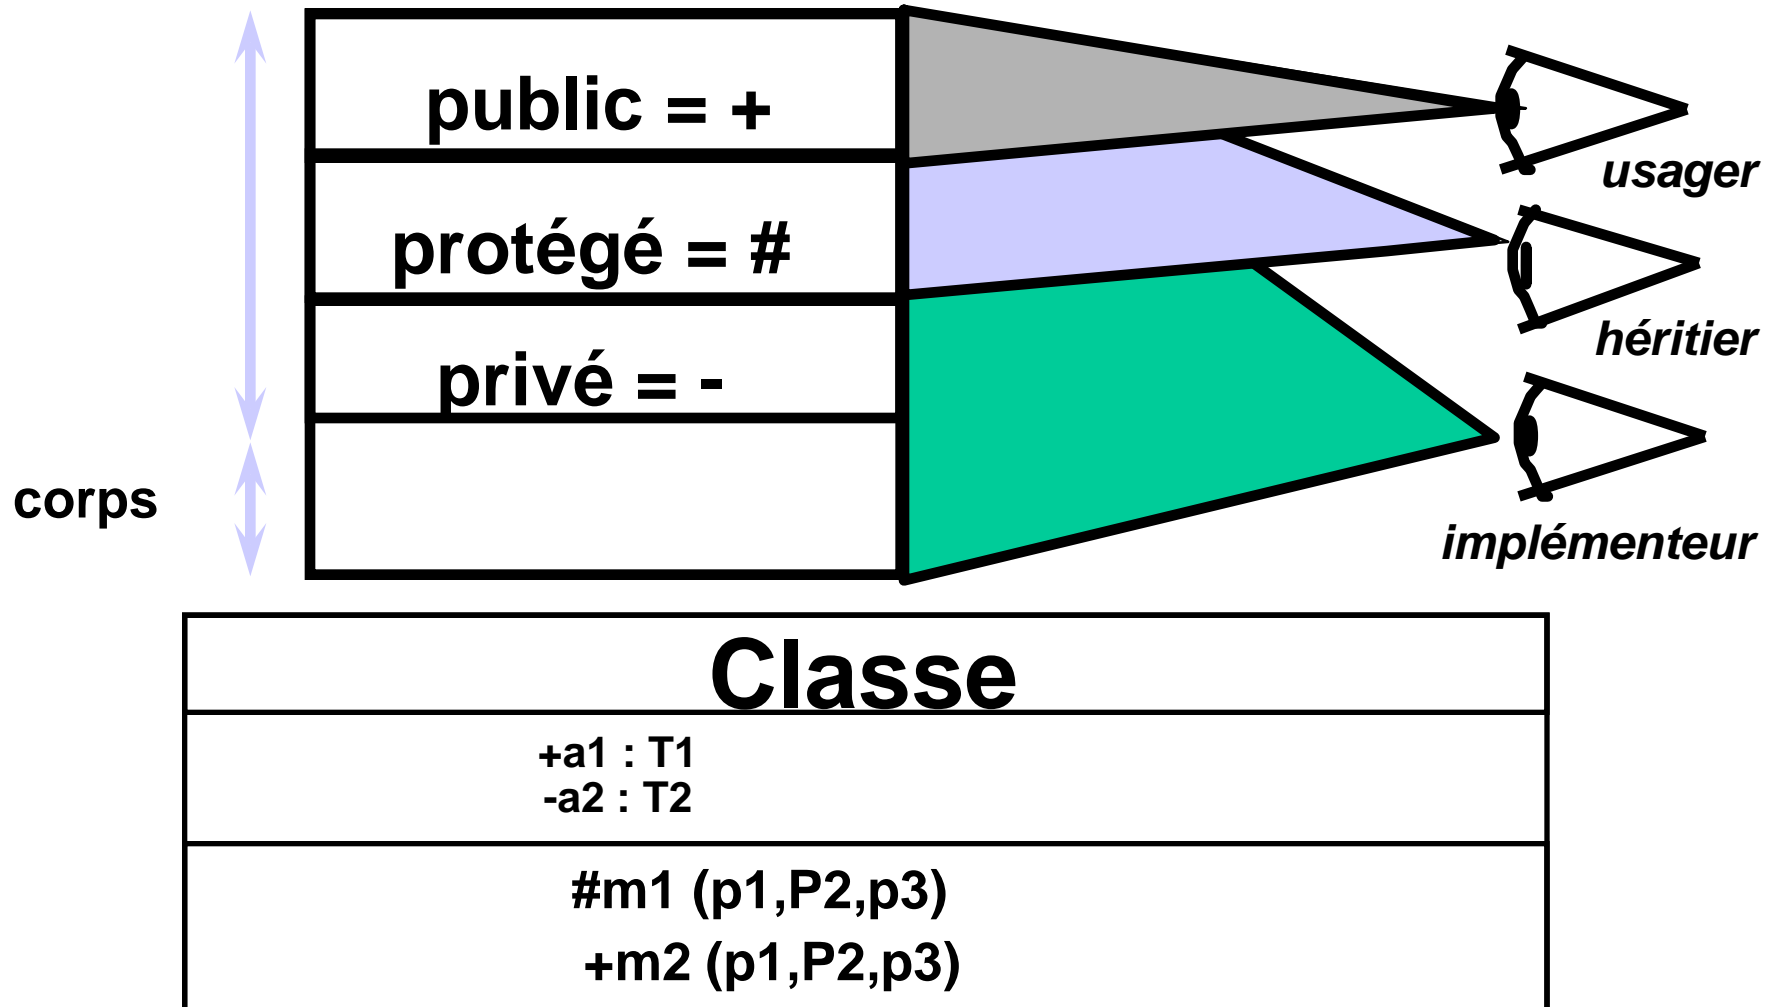 public = +
usager
protégé = #
héritier
privé = -
corps
implémenteur
Classe
+a1 : T1
-a2 : T2
#m1 (p1,P2,p3)
+m2 (p1,P2,p3)